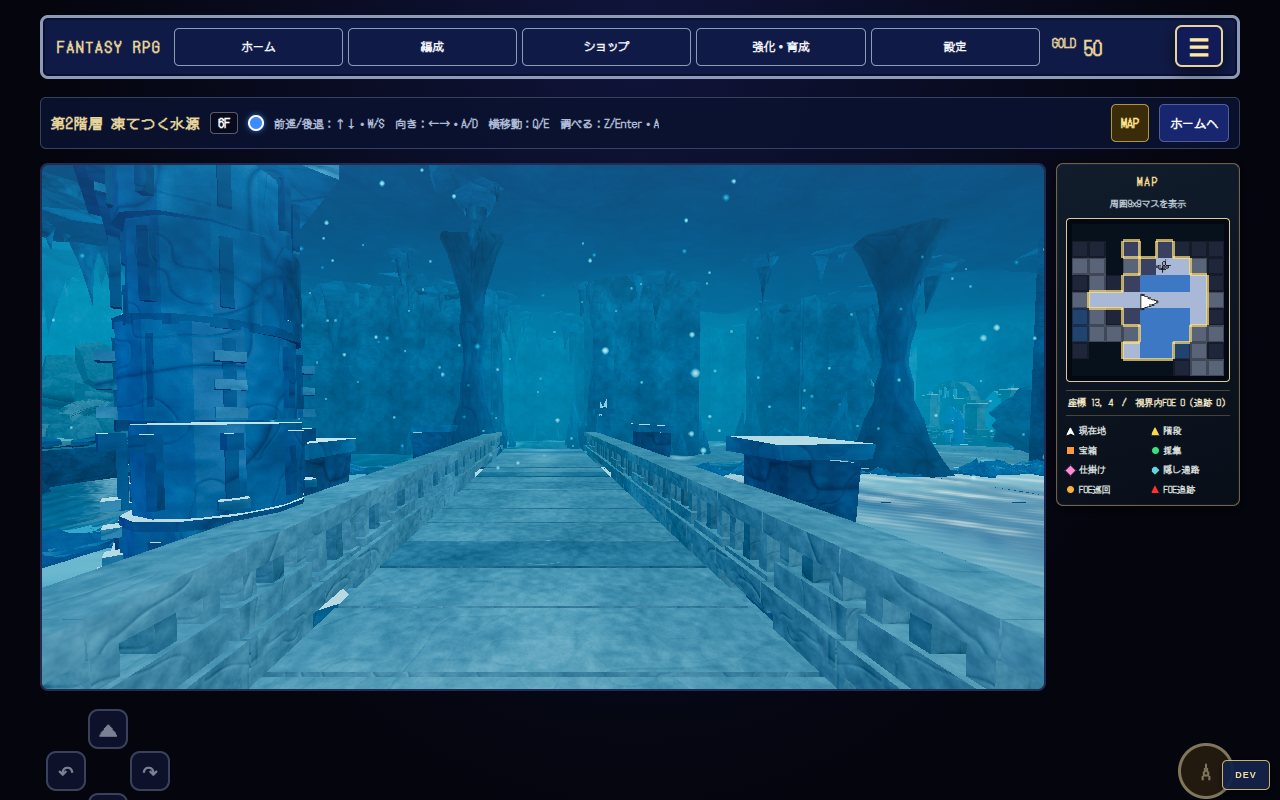 FANTASY RPG
ホーム
編成
ショップ
強化・育成
設定
GOLD 50
第2階層 凍てつく水源
6F
前進/後退：↑↓・W/S 向き：←→・A/D 横移動：Q/E 調べる：Z/Enter・A
MAP
ホームへ
MAP
周囲9x9マスを表示
座標 13, 4 / 視界内FOE 0 (追跡 0)
現在地
階段
宝箱
採集
仕掛け
隠し通路
FOE巡回
FOE追跡
A
DEV